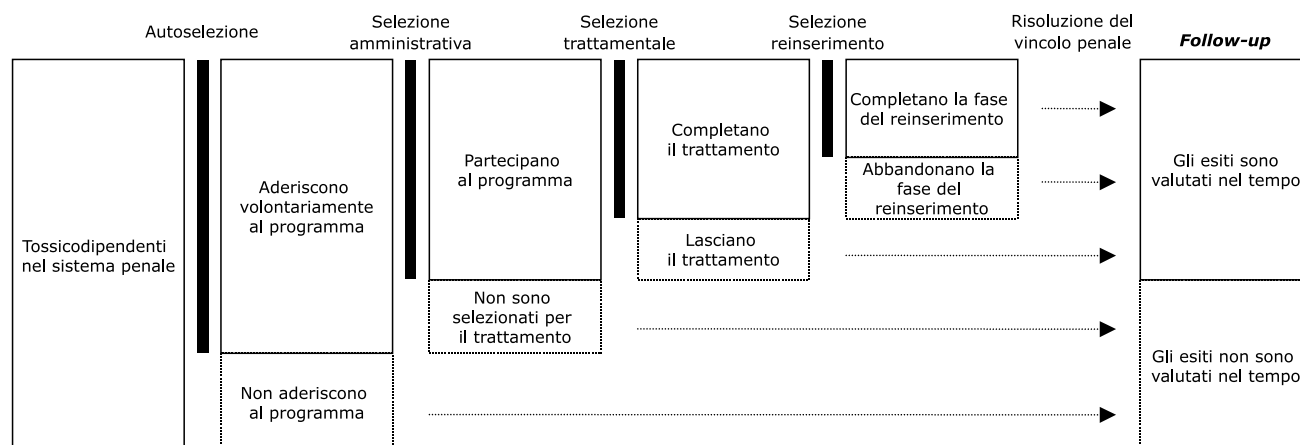 Autoselezione
Selezione
amministrativa
Selezione
trattamentale
Selezione
reinserimento
Risoluzione del
vincolo penale
Follow-up
Tossicodipendenti
nel sistema penale
Aderiscono
volontariamente
al programma
Non aderiscono
al programma
Partecipano
al programma
Non sono
selezionati per
il trattamento
Completano
il trattamento
Lasciano
il trattamento
Completano la fase
del reinserimento
Abbandonano la
fase del
reinserimento
Gli esiti sono
valutati nel tempo
Gli esiti non sono
valutati nel tempo